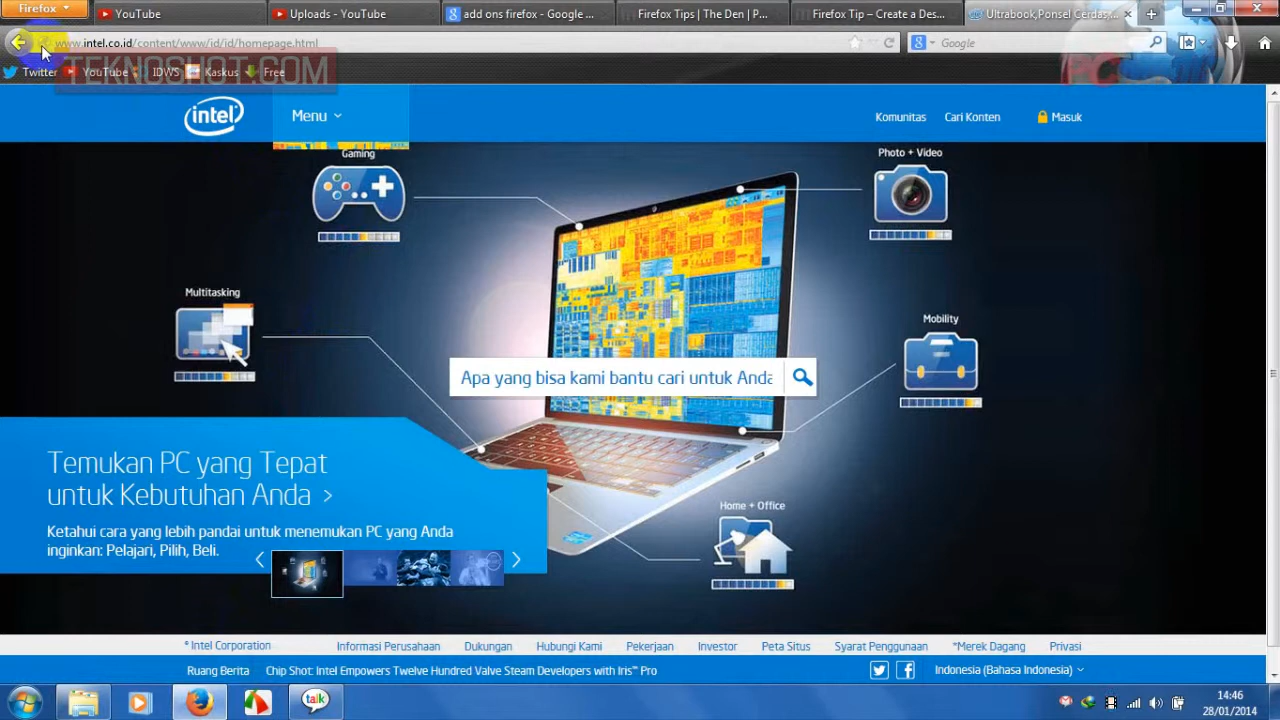 Firefox
YouTube
Uploads - YouTube
add ons firefox - Google ...
Firefox Tips | The Den | P...
Firefox Tip – Create a Des...
Ultrabook,Ponsel Cerdas,...
www.intel.co.id/content/www/id/id/homepage.html
Google
Twitter
YouTube
IDWS
Kaskus
Free
TEKNOSHOT.COM
PC
intel
Menu
Komunitas
Cari Konten
Masuk
Gaming
Photo + Video
Multitasking
Mobility
Apa yang bisa kami bantu cari untuk Anda
Temukan PC yang Tepat
untuk Kebutuhan Anda >
Ketahui cara yang lebih pandai untuk menemukan PC yang Anda
inginkan: Pelajari, Pilih, Beli.
Home + Office
© Intel Corporation
Informasi Perusahaan
Dukungan
Hubungi Kami
Pekerjaan
Investor
Peta Situs
Syarat Penggunaan
*Merek Dagang
Privasi
Ruang Berita
Chip Shot: Intel Empowers Twelve Hundred Valve Steam Developers with Iris™ Pro
Indonesia (Bahasa Indonesia)
talk
14:46
28/01/2014